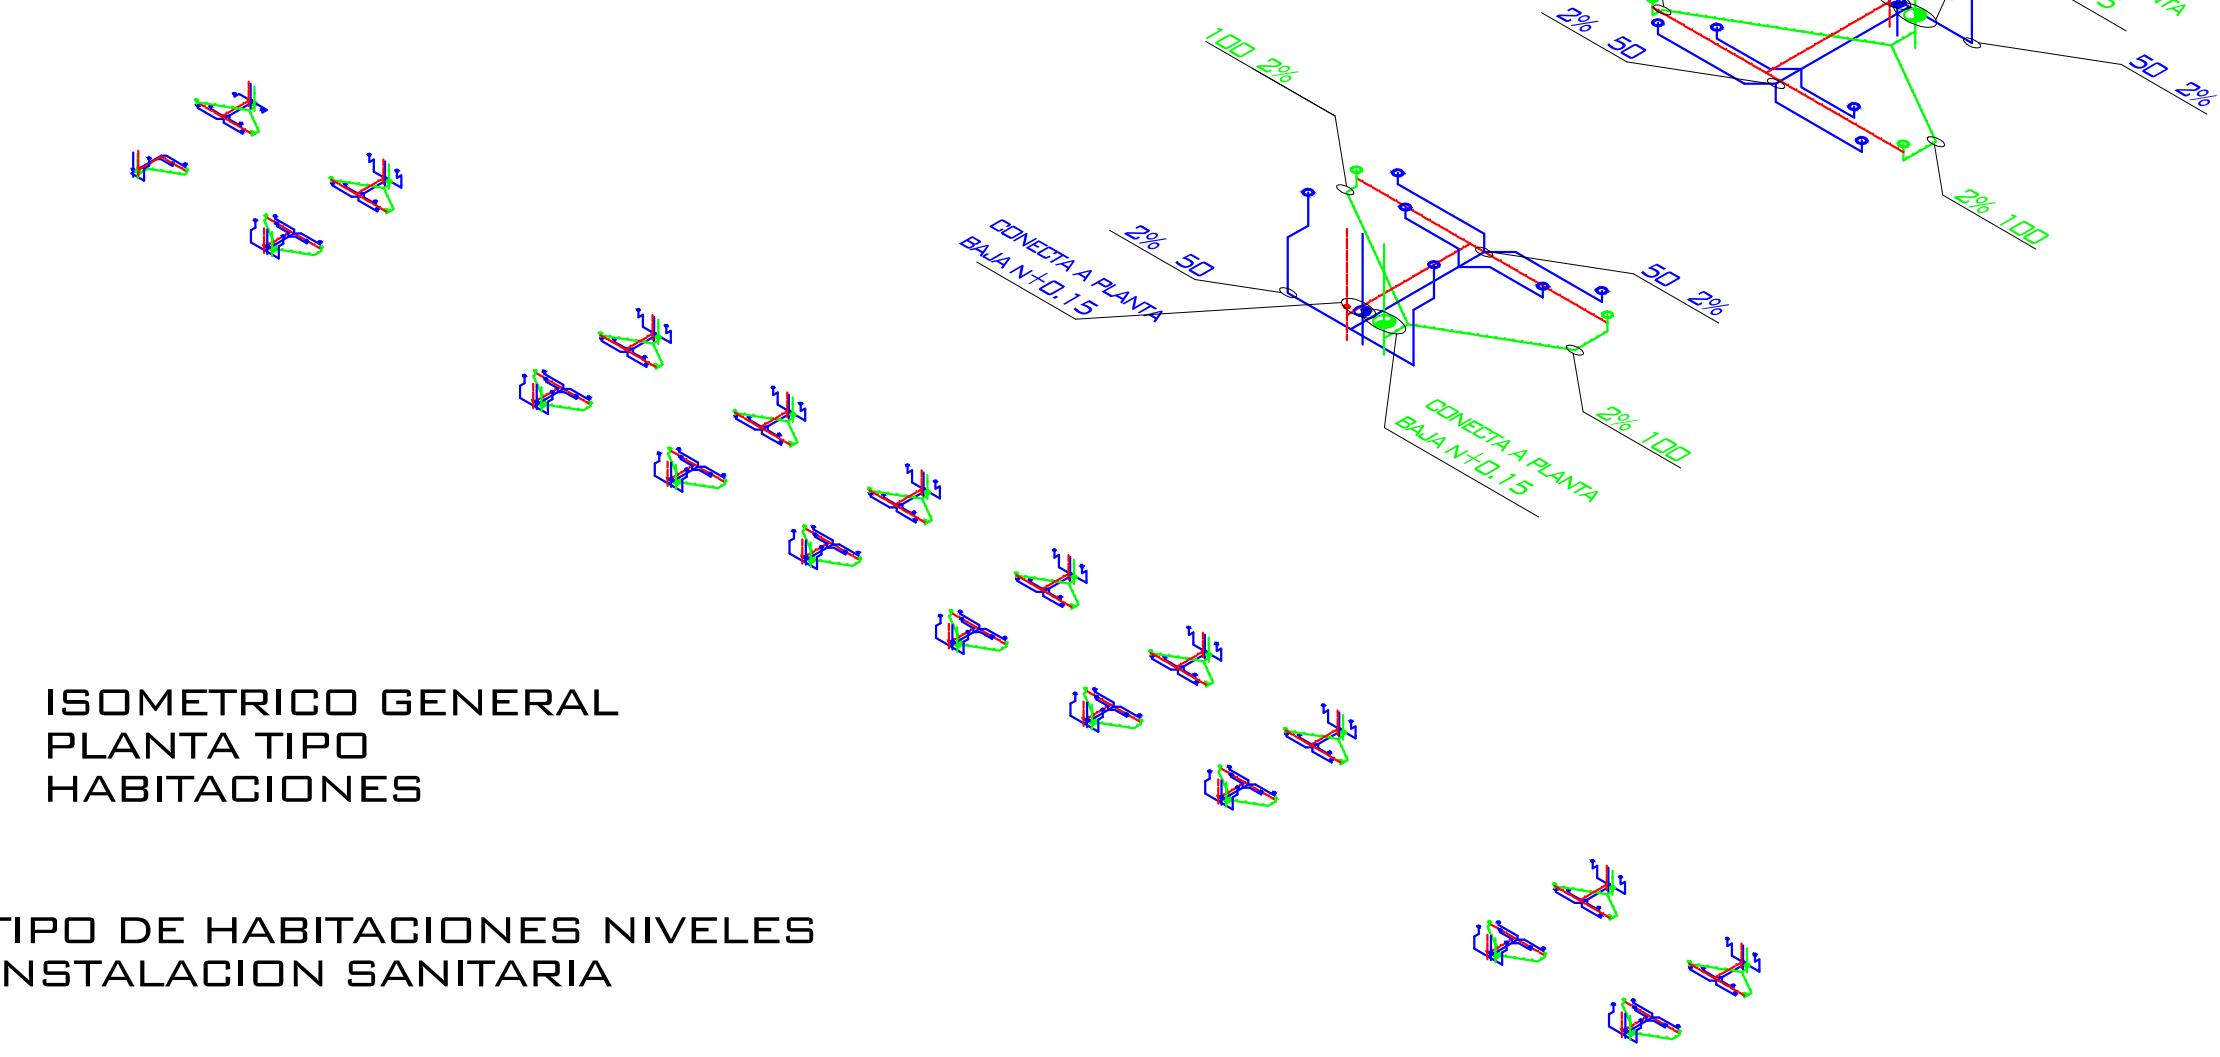 100 2%
2% 50
50 2%
2% 100
CONECTA A PLANTA
BAJA N+0.15
2% 50
50 2%
CONECTA A PLANTA
BAJA N+0.15
2% 100
ISOMETRICO GENERAL
PLANTA TIPO
HABITACIONES
TIPO DE HABITACIONES NIVELES
NSTALACION SANITARIA